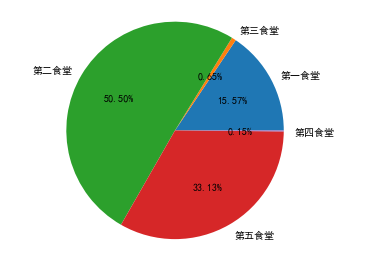 第三食堂
第二食堂
第一食堂
0.65%
50.50%
15.57%
0.15%
第四食堂
33.13%
第五食堂